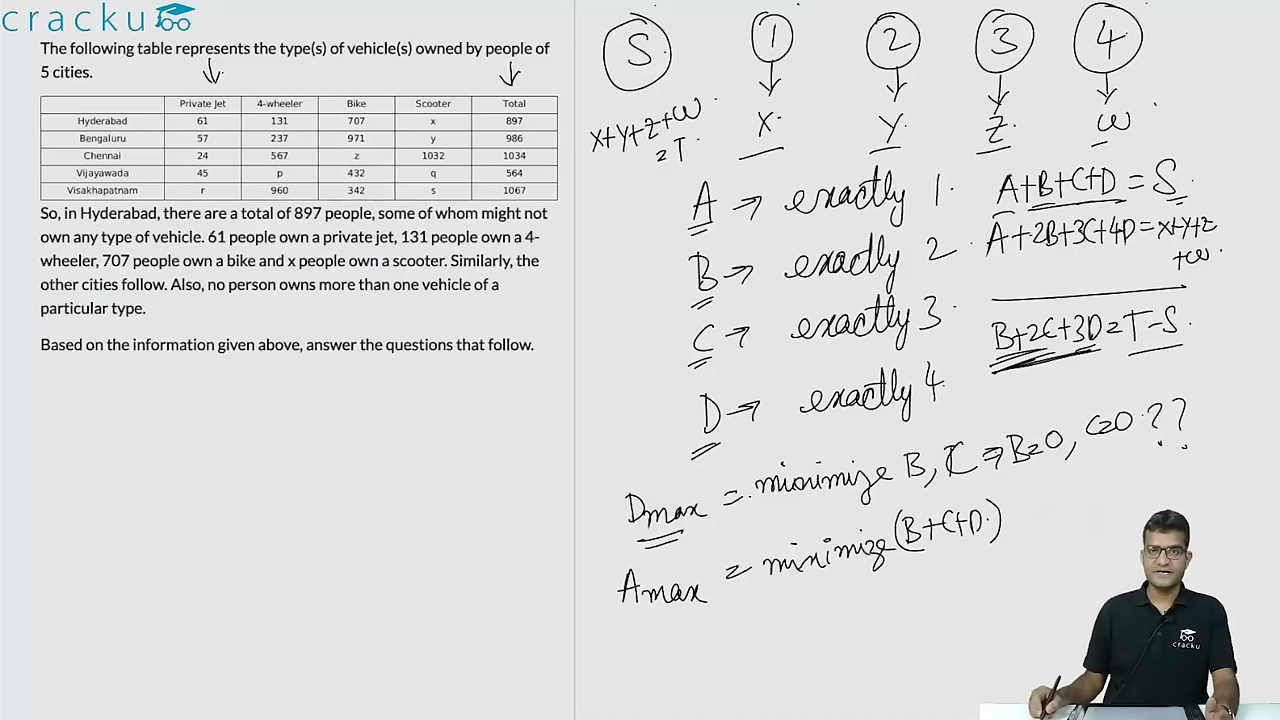 cracku
The following table represents the type(s) of vehicle(s) owned by people of
5 cities.
Private Jet 4-wheeler Bike Scooter Total
Hyderabad 61 131 707 x 897
Bengaluru 57 237 971 y 986
Chennai 24 567 z 1032 1034
Vijayawada 45 p 432 q 564
Visakhapatnam r 960 342 s 1067
So, in Hyderabad, there are a total of 897 people, some of whom might not
own any type of vehicle. 61 people own a private jet, 131 people own a 4-
wheeler, 707 people own a bike and x people own a scooter. Similarly, the
other cities follow. Also, no person owns more than one vehicle of a
particular type.
Based on the information given above, answer the questions that follow.
S 1 2 3 4
X+Y+Z+W
=T
X Y Z W
A → exactly 1
B → exactly 2
C → exactly 3
D → exactly 4
A+B+C+D = S
A+2B+3C+4D = X+Y+Z
+W
B+2C+3D=T-S
Dmax = minimize B, C ⇒ B=0, C=0 ??
Amax = minimize (B+C+D)
cracku